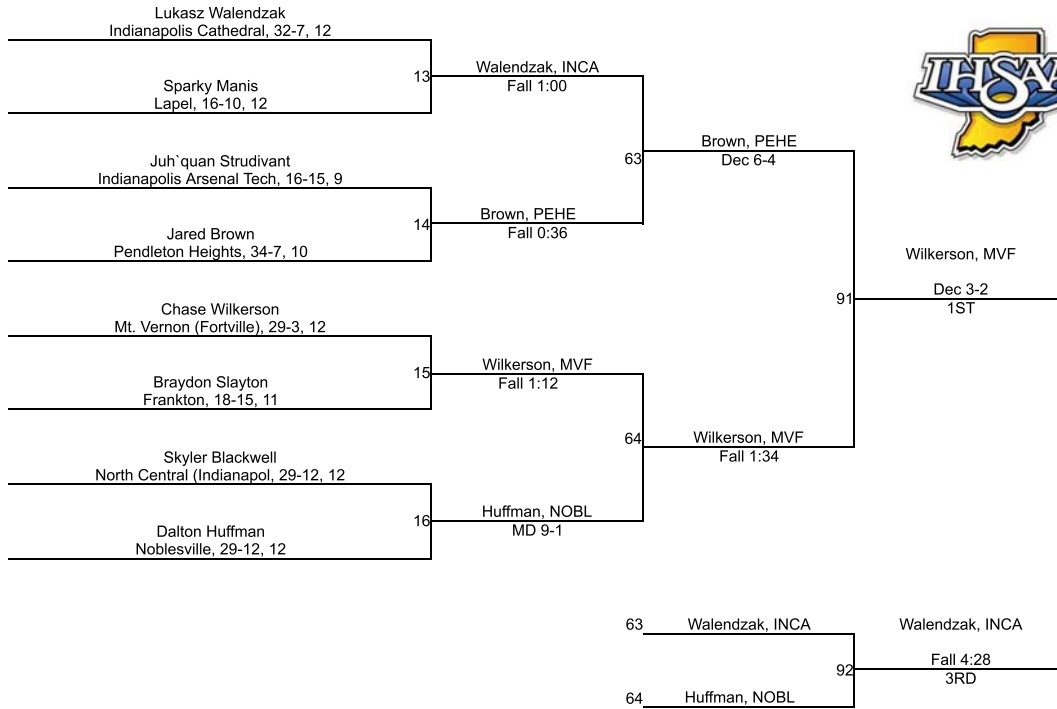 Lukasz Walendzak
Indianapolis Cathedral, 32-7, 12
13
Walendzak, INCA
Fall 1:00
Sparky Manis
Lapel, 16-10, 12
IHSAA
63
Brown, PEHE
Dec 6-4
Juh`quan Strudivant
Indianapolis Arsenal Tech, 16-15, 9
14
Brown, PEHE
Fall 0:36
Jared Brown
Pendleton Heights, 34-7, 10
91
Wilkerson, MVF
Dec 3-2
1ST
Chase Wilkerson
Mt. Vernon (Fortville), 29-3, 12
15
Wilkerson, MVF
Fall 1:12
Braydon Slayton
Frankton, 18-15, 11
64
Wilkerson, MVF
Fall 1:34
Skyler Blackwell
North Central (Indianapol, 29-12, 12
16
Huffman, NOBL
MD 9-1
Dalton Huffman
Noblesville, 29-12, 12
63
Walendzak, INCA
92
Walendzak, INCA
Fall 4:28
3RD
64
Huffman, NOBL